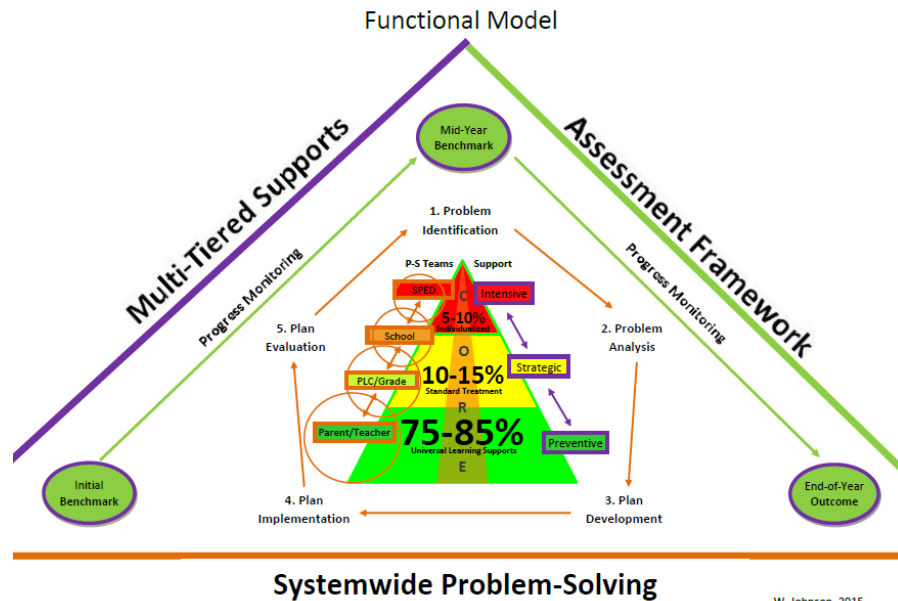 Functional Model
Multi-Tiered Supports
Assessment Framework
Mid-Year
Benchmark
Progress Monitoring
Progress Monitoring
1. Problem
Identification
P-S Teams
Support
SPED
C
Intensive
5-10%
Individualized
5. Plan
Evaluation
2. Problem
Analysis
School
O
Strategic
10-15%
Standard Treatment
PLC/Grade
R
Parent/Teacher
75-85%
Universal Learning Supports
Preventive
E
Initial
Benchmark
End-of-Year
Outcome
4. Plan
Implementation
3. Plan
Development
Systemwide Problem-Solving
W. Johnson, 2015